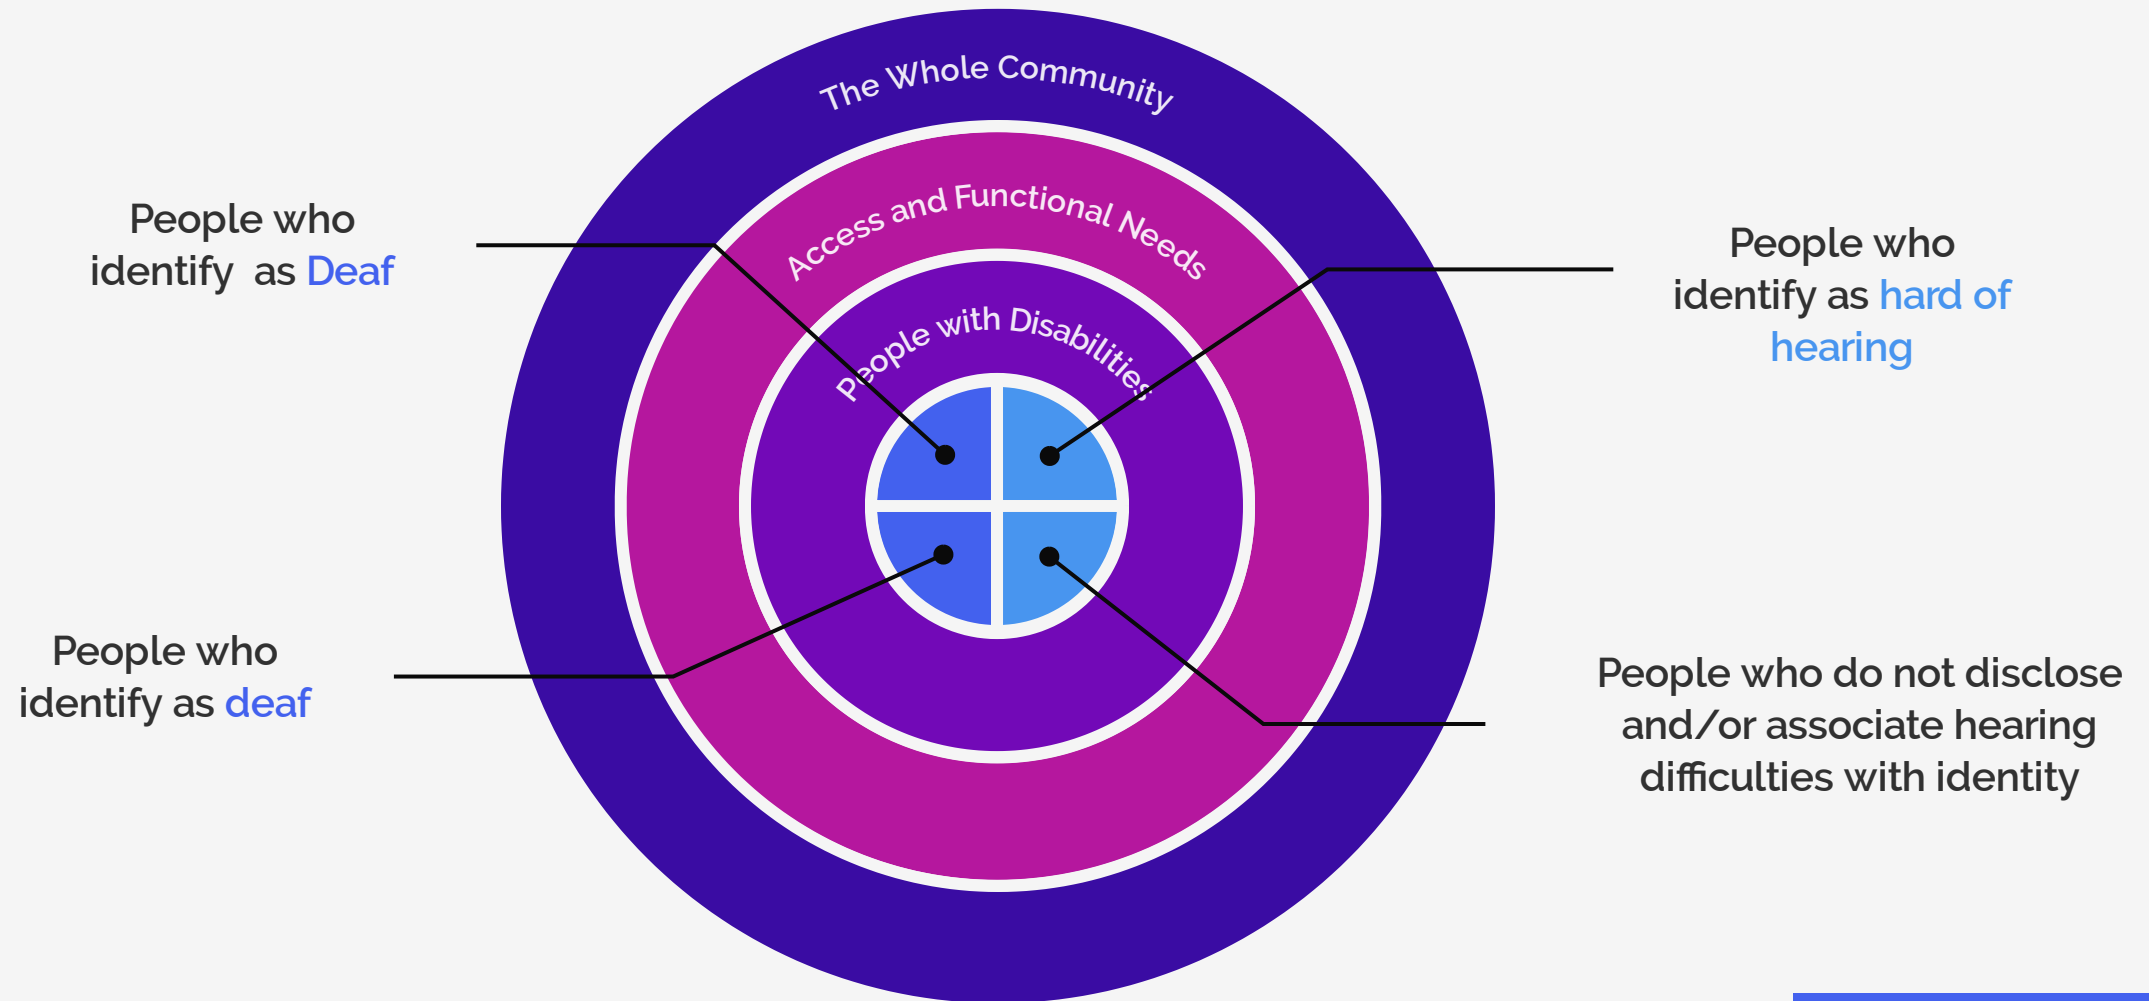 The Whole Community
Access and Functional Needs
People with Disabilities
People who
identify as Deaf
People who
identify as hard of
hearing
People who
identify as deaf
People who do not disclose
and/or associate hearing
difficulties with identity